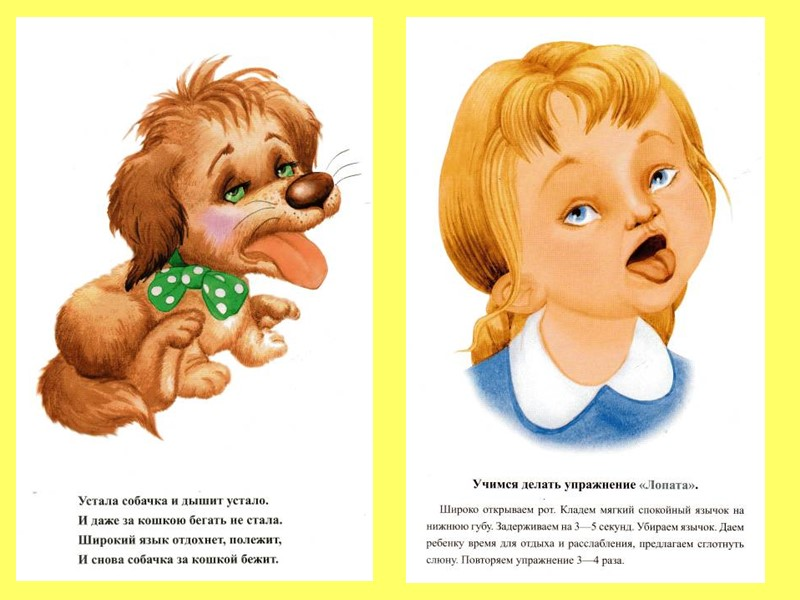 Устала собачка и дышит устало.
И даже за кошкою бегать не стала.
Широкий язык отдохнет, полежит,
И снова собачка за кошкой бежит.
Учимся делать упражнение «Лопата».
Широко открываем рот. Кладем мягкий спокойный язычок на
нижнюю губу. Задерживаем на 3—5 секунд. Убираем язычок. Даем
ребенку время для отдыха и расслабления, предлагаем сглотнуть
слюну. Повторяем упражнение 3—4 раза.